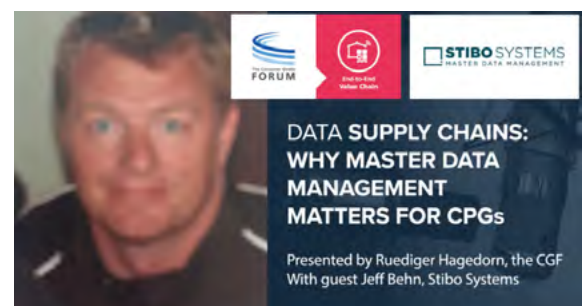 The Consumer Goods
FORUM
End-to-End
Value Chain
STIBO SYSTEMS
MASTER DATA MANAGEMENT
DATA SUPPLY CHAINS:
WHY MASTER DATA
MANAGEMENT
MATTERS FOR CPGs
Presented by Ruediger Hagedorn, the CGF
With guest Jeff Behn, Stibo Systems